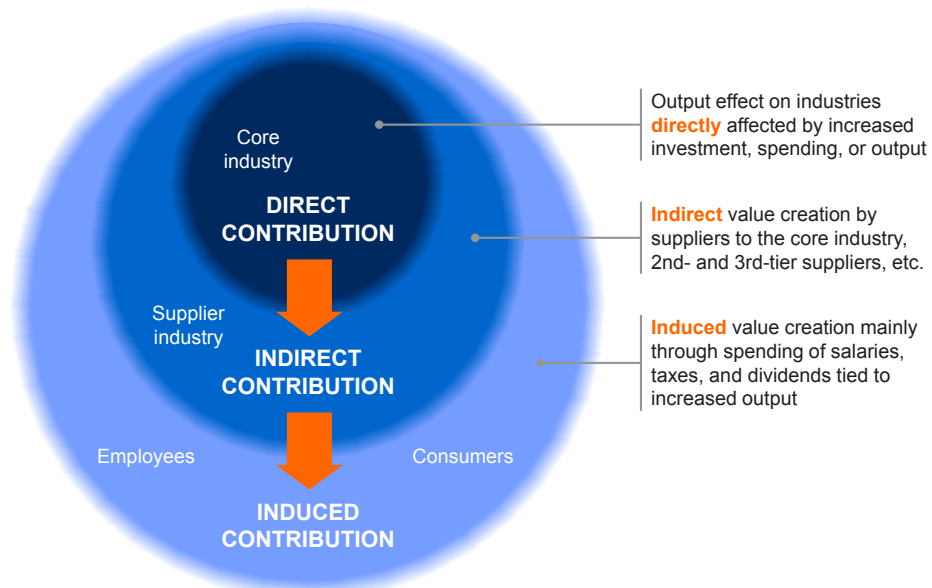 Core
industry
DIRECT
CONTRIBUTION
Supplier
industry
INDIRECT
CONTRIBUTION
Employees
Consumers
INDUCED
CONTRIBUTION
Output effect on industries
directly affected by increased
investment, spending, or output
Indirect value creation by
suppliers to the core industry,
2nd- and 3rd-tier suppliers, etc.
Induced value creation mainly
through spending of salaries,
taxes, and dividends tied to
increased output